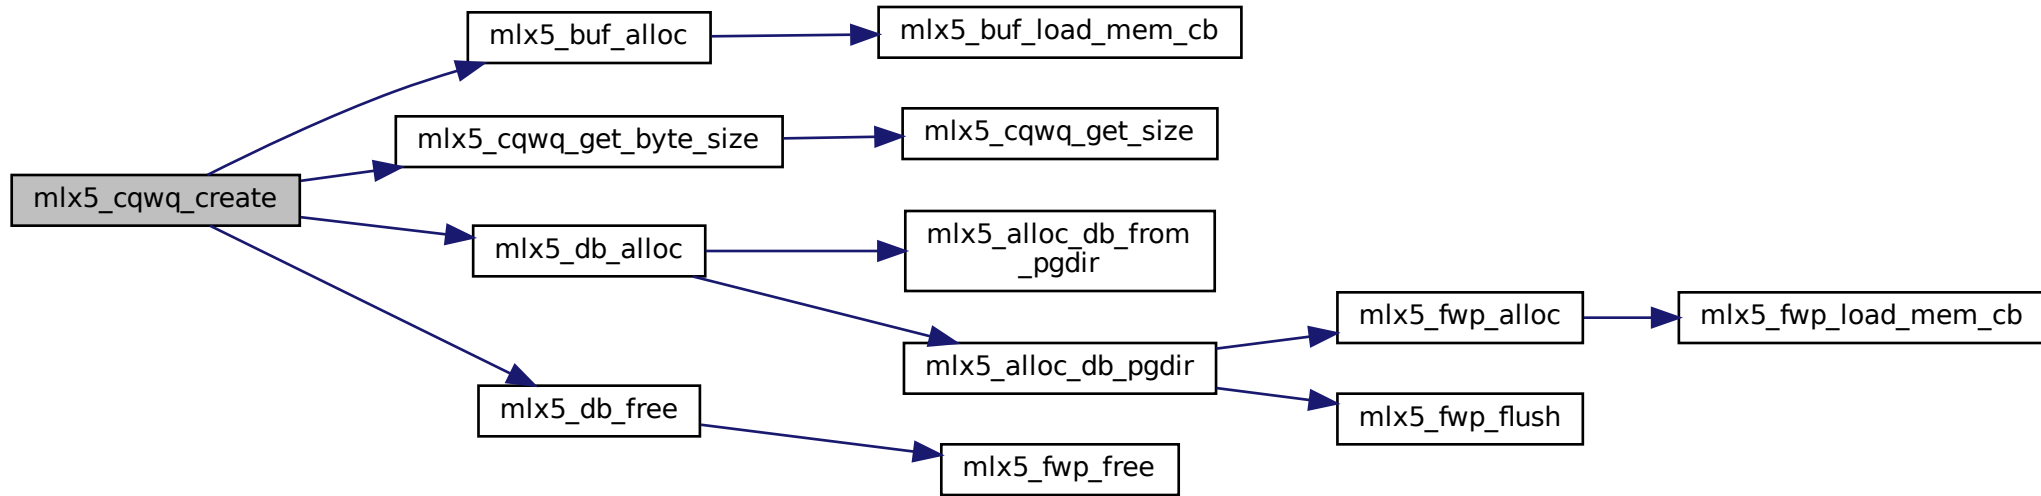 mlx5_buf_alloc
mlx5_buf_load_mem_cb
mlx5_cqwq_get_byte_size
mlx5_cqwq_get_size
mlx5_cqwq_create
mlx5_db_alloc
mlx5_alloc_db_from
_pgdir
mlx5_alloc_db_pgdir
mlx5_fwp_alloc
mlx5_fwp_load_mem_cb
mlx5_fwp_flush
mlx5_db_free
mlx5_fwp_free